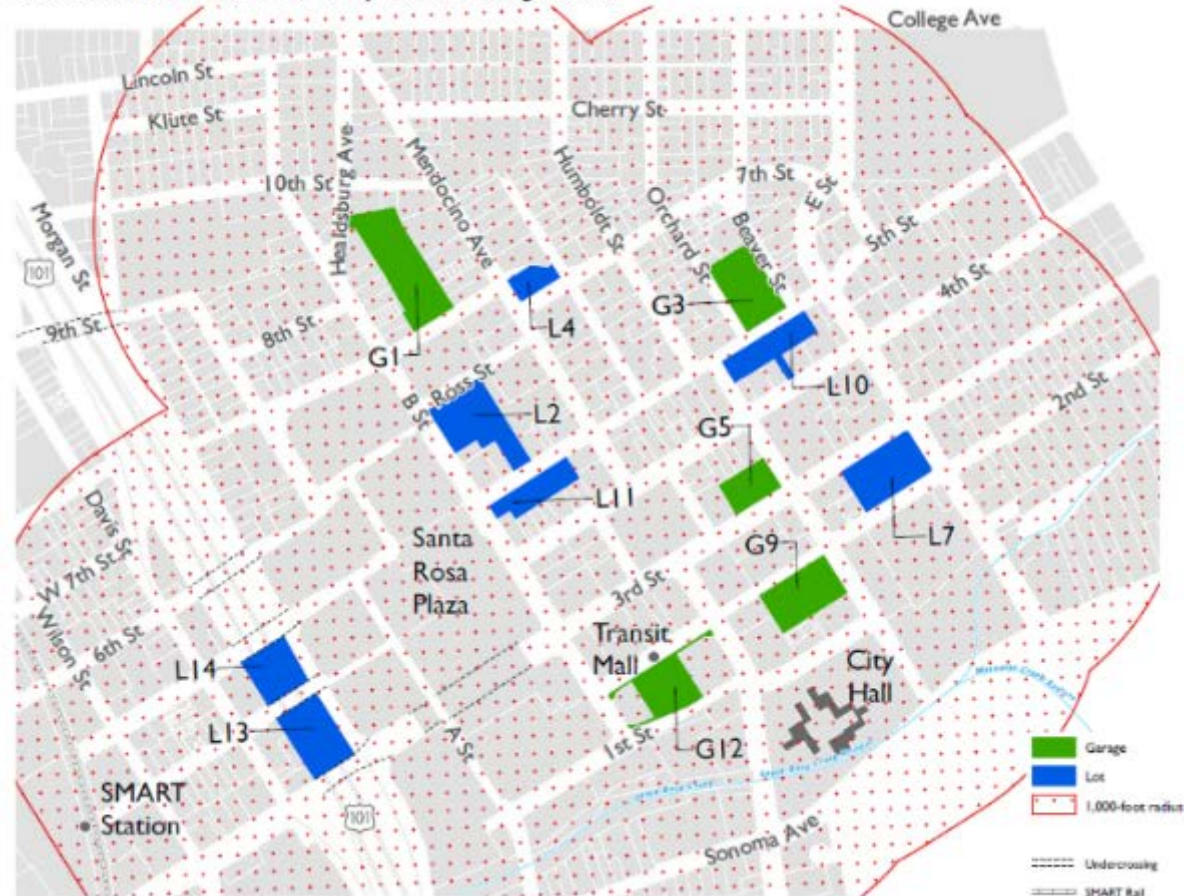 College Ave
Lincoln St
Klute St
Cherry St
Healdsburg Ave
Mendocino Ave
Humboldt St
10th St
7th St
E St
Orchard St
Beaver St
5th St
Morgan St
101
4th St
9th St
8th St
G3
L4
G1
L10
Ross St
B St
L2
2nd St
G5
L11
Davis St
Santa
Rosa
Plaza
G9
L7
W 7th St
3rd St
Wilson St
6th St
Transit
Mall
City
Hall
L14
L13
A St
1st St
G12
Garage
Lot
1,000-foot radius
SMART
Station
101
Sonoma Ave
Undercrossing
SMART Rail